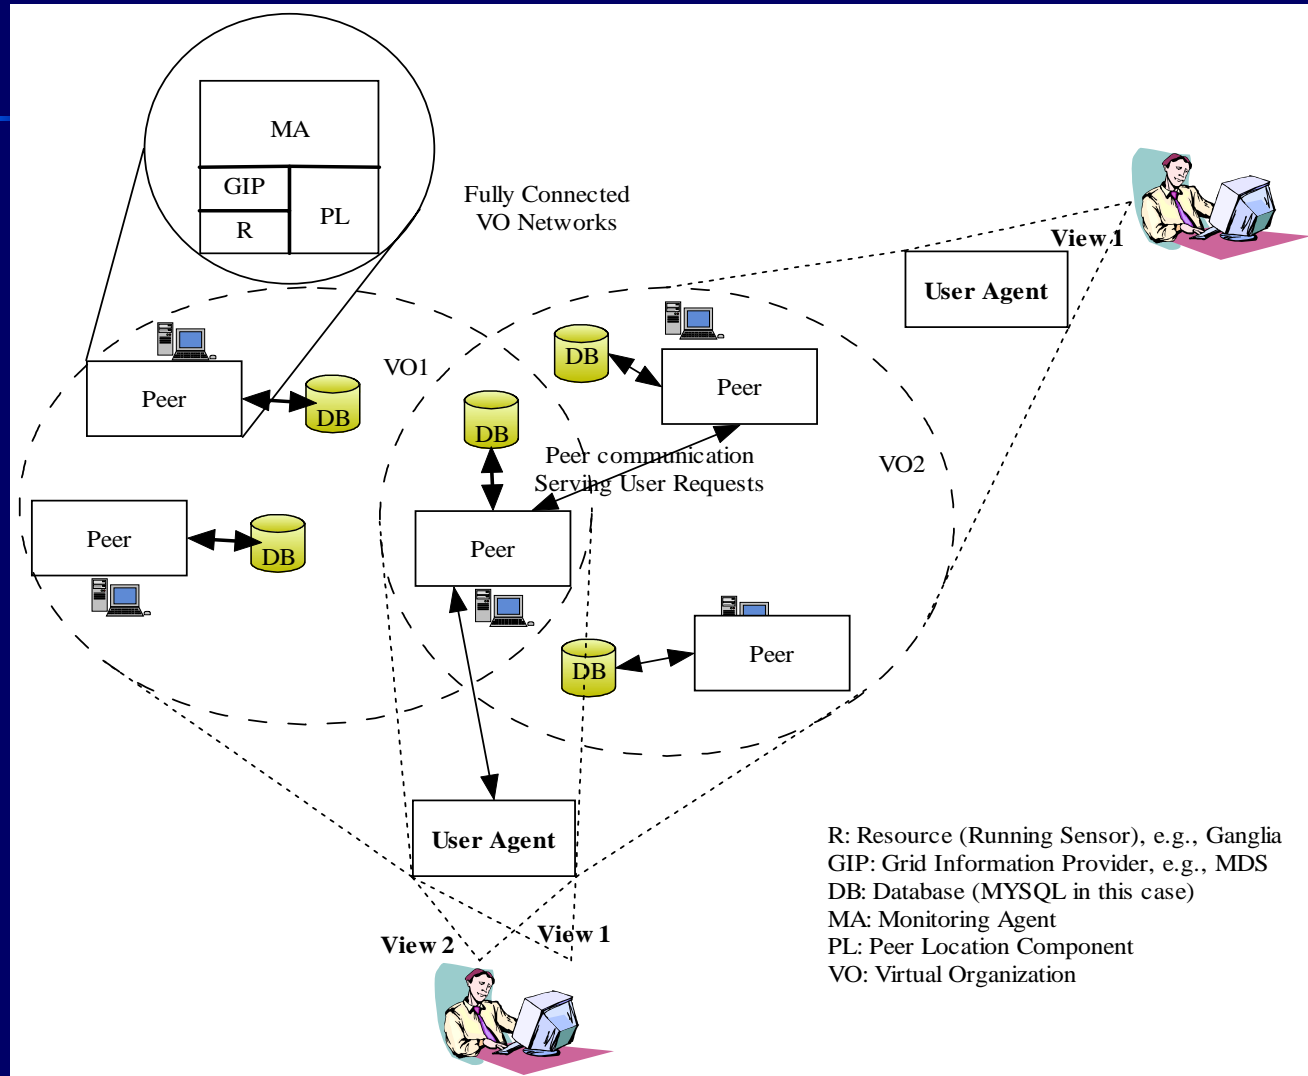 MA
GIP
PL
R
Fully Connected
VO Networks
View 1
User Agent
VO1
DB
Peer
Peer
DB
DB
Peer communication
Serving User Requests
VO2
Peer
DB
Peer
DB
Peer
User Agent
View 2
View 1
R: Resource (Running Sensor), e.g., Ganglia
GIP: Grid Information Provider, e.g., MDS
DB: Database (MYSQL in this case)
MA: Monitoring Agent
PL: Peer Location Component
VO: Virtual Organization